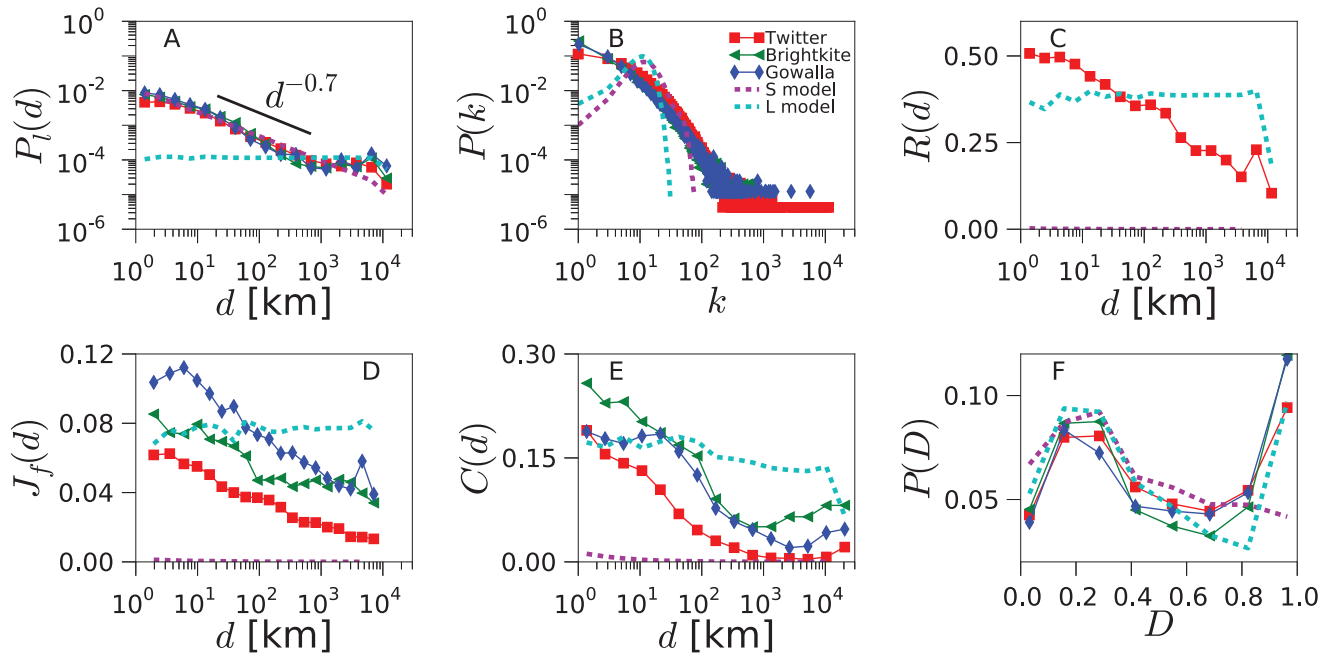 A
10^0
10^-2
10^-4
10^-6
P_l(d)
d^-0.7
10^0 10^1 10^2 10^3 10^4
d [km]
B
10^0
10^-2
10^-4
10^-6
P(k)
Twitter
Brightkite
Gowalla
S model
L model
10^0 10^1 10^2 10^3 10^4
k
C
0.50
0.25
0.00
R(d)
10^0 10^1 10^2 10^3 10^4
d [km]
D
0.12
0.08
0.04
0.00
J_f(d)
10^0 10^1 10^2 10^3 10^4
d [km]
E
0.30
0.15
0.00
C(d)
10^0 10^1 10^2 10^3 10^4
d [km]
F
0.10
0.05
P(D)
0.0 0.2 0.4 0.6 0.8 1.0
D